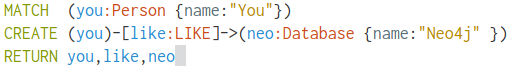 MATCH  (you:Person {name:"You"})
CREATE (you)-[like:LIKE]->(neo:Database {name:"Neo4j" })
RETURN you,like,neo